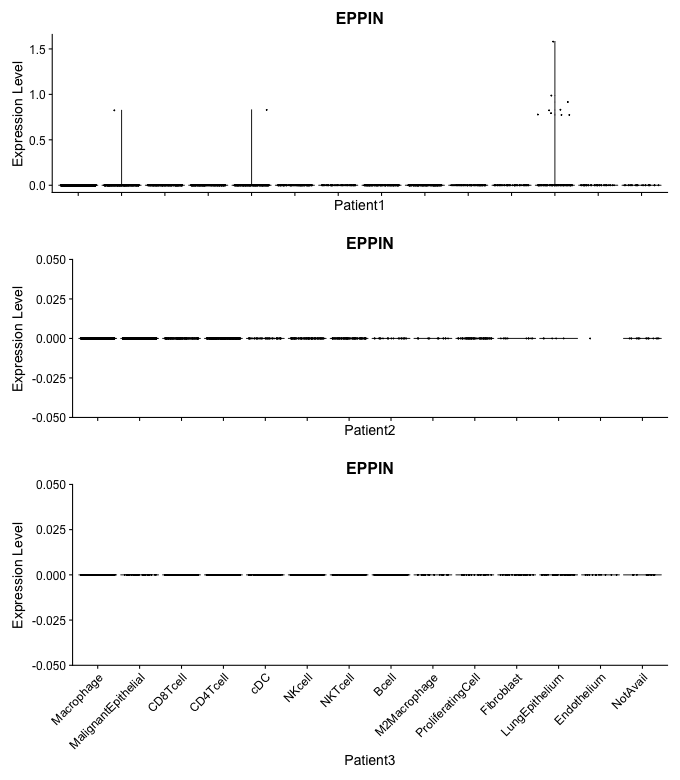 EPPIN
Expression Level
1.5
1.0
0.5
0.0
Patient1
EPPIN
Expression Level
0.050
0.025
0.000
-0.025
-0.050
Patient2
EPPIN
Expression Level
0.050
0.025
0.000
-0.025
-0.050
Macrophage
MalignantEpithelial
CD8Tcell
CD4Tcell
cDC
NKcell
NKTcell
Bcell
M2Macrophage
ProliferatingCell
Fibroblast
LungEpithelium
Endothelium
NotAvail
Patient3